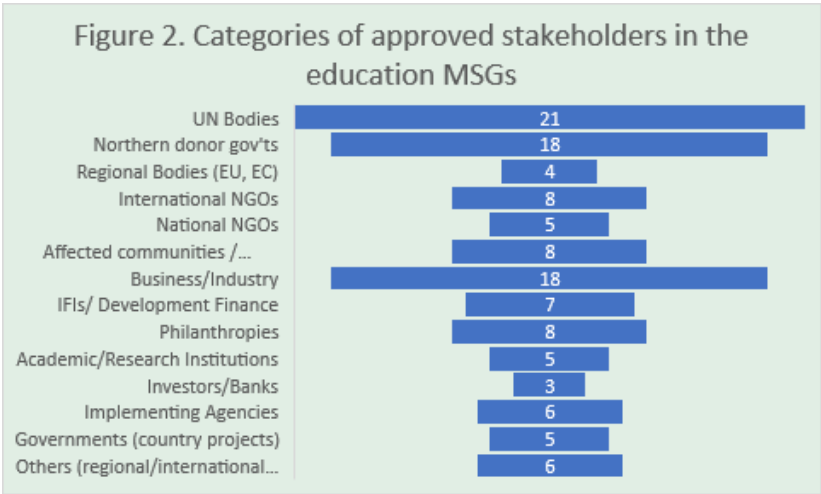 Figure 2. Categories of approved stakeholders in the
education MSGs
UN Bodies 21
Northern donor gov'ts 18
Regional Bodies (EU, EC) 4
International NGOs 8
National NGOs 5
Affected communities /... 8
Business/Industry 18
IFIs/ Development Finance 7
Philanthropies 8
Academic/Research Institutions 5
Investors/Banks 3
Implementing Agencies 6
Governments (country projects) 5
Others (regional/international... 6